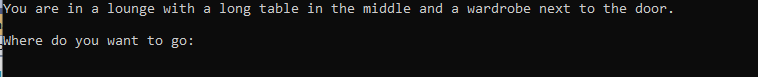 You are in a lounge with a long table in the middle and a wardrobe next to the door.
Where do you want to go: